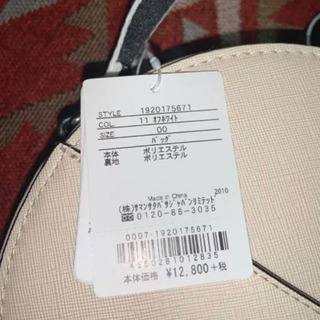 STYLE 1920175671
COL. 11 オフホワイト
SIZE 00
バッグ
本体 ポリエステル
裏地 ポリエステル
Made in China
2010
(株)サマンサタバサジャパンリミテッド
0120-86-3035
0007-1920175671
4550281012835
本体価格 ¥12,800+税